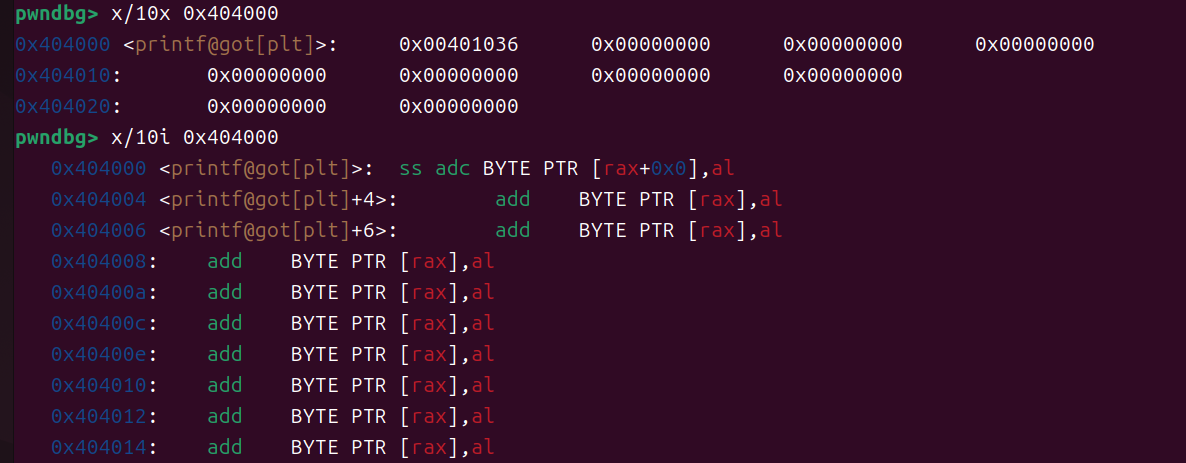 pwndbg> x/10x 0x404000
0x404000 <printf@got[plt]>: 0x00401036 0x00000000 0x00000000 0x00000000
0x404010: 0x00000000 0x00000000 0x00000000 0x00000000
0x404020: 0x00000000 0x00000000
pwndbg> x/10i 0x404000
0x404000 <printf@got[plt]>: ss adc BYTE PTR [rax+0x0],al
0x404004 <printf@got[plt]+4>: add BYTE PTR [rax],al
0x404006 <printf@got[plt]+6>: add BYTE PTR [rax],al
0x404008: add BYTE PTR [rax],al
0x40400a: add BYTE PTR [rax],al
0x40400c: add BYTE PTR [rax],al
0x40400e: add BYTE PTR [rax],al
0x404010: add BYTE PTR [rax],al
0x404012: add BYTE PTR [rax],al
0x404014: add BYTE PTR [rax],al